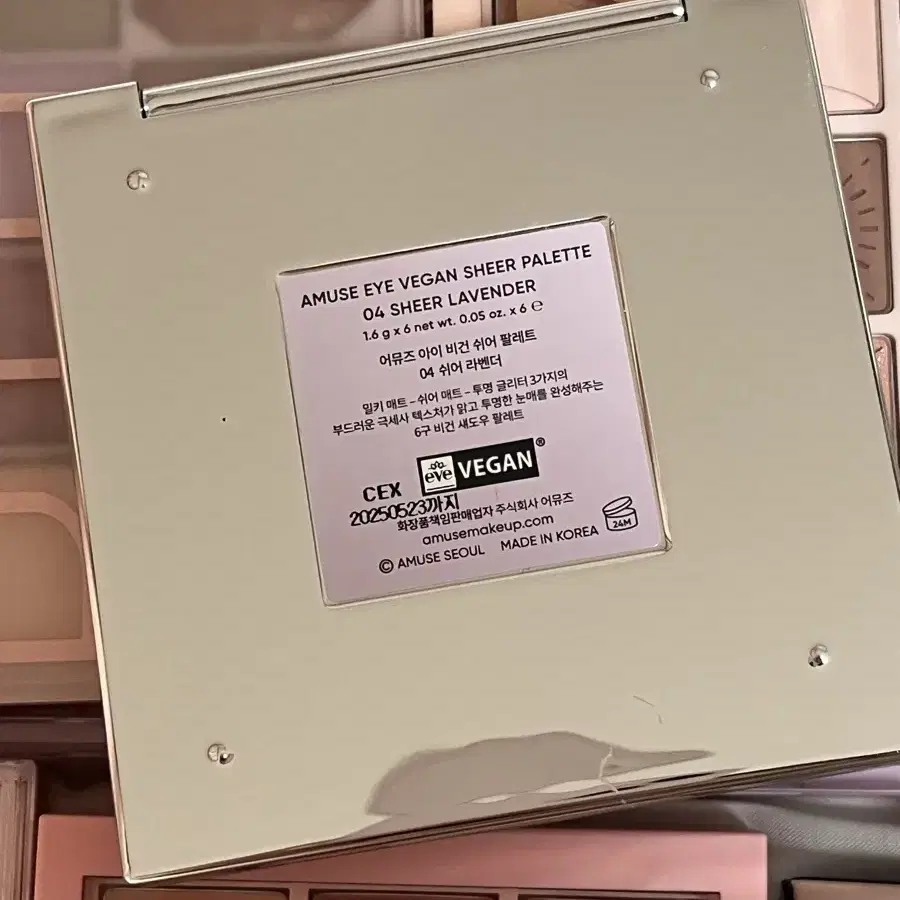 AMUSE EYE VEGAN SHEER PALETTE
04 SHEER LAVENDER
1.6 g x 6 net wt. 0.05 oz. x 6 ℮
어뮤즈 아이 비건 쉬어 팔레트
04 쉬어 라벤더
밀키 매트 – 쉬어 매트 – 투명 글리터 3가지의
부드러운 극세사 텍스처가 맑고 투명한 눈매를 완성해주는
6구 비건 섀도우 팔레트
eve VEGAN®
CEX
20250523까지
화장품책임판매업자 주식회사 어뮤즈
amusemakeup.com
© AMUSE SEOUL MADE IN KOREA
24M